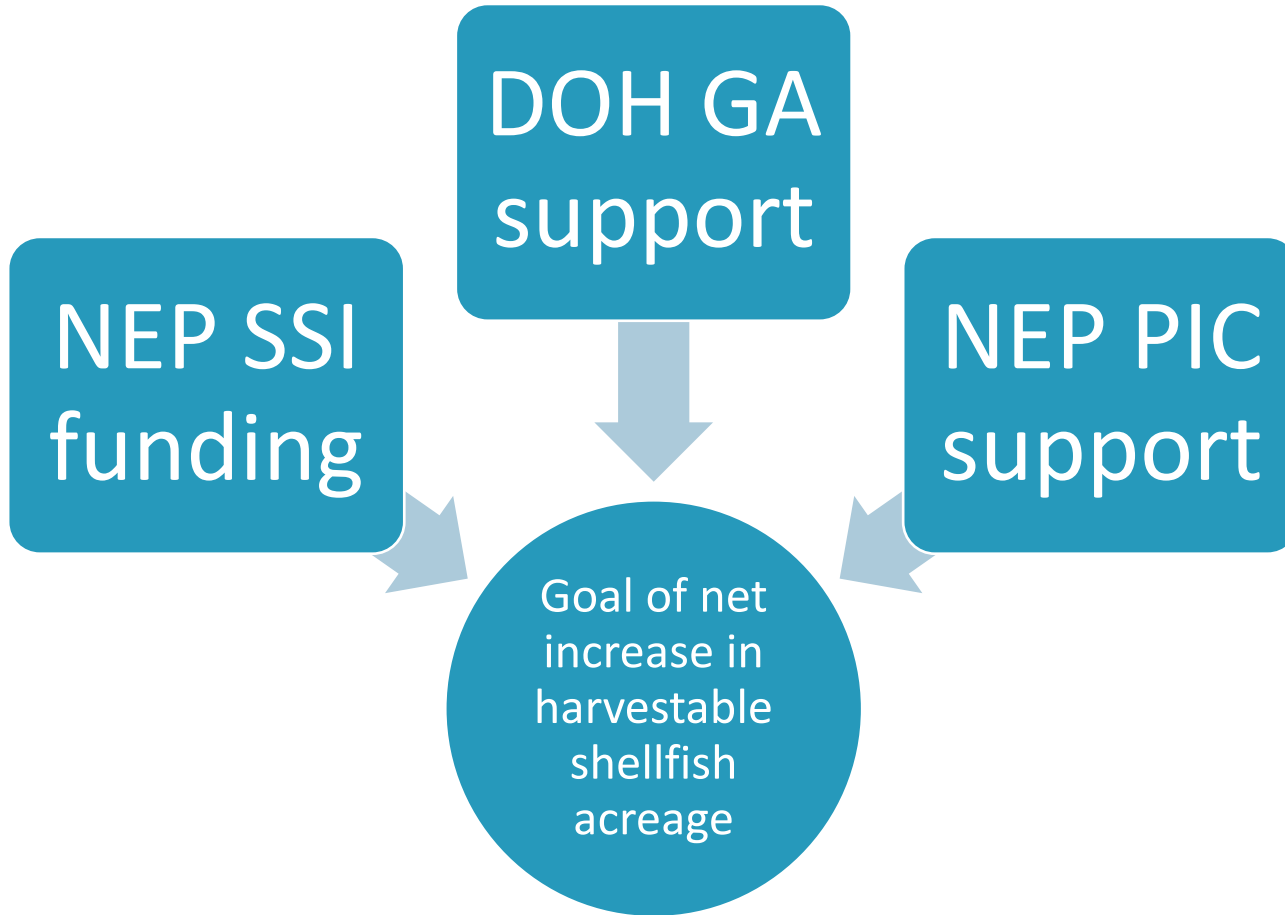 DOH GA
support
NEP SSI
funding
NEP PIC
support
Goal of net
increase in
harvestable
shellfish
acreage